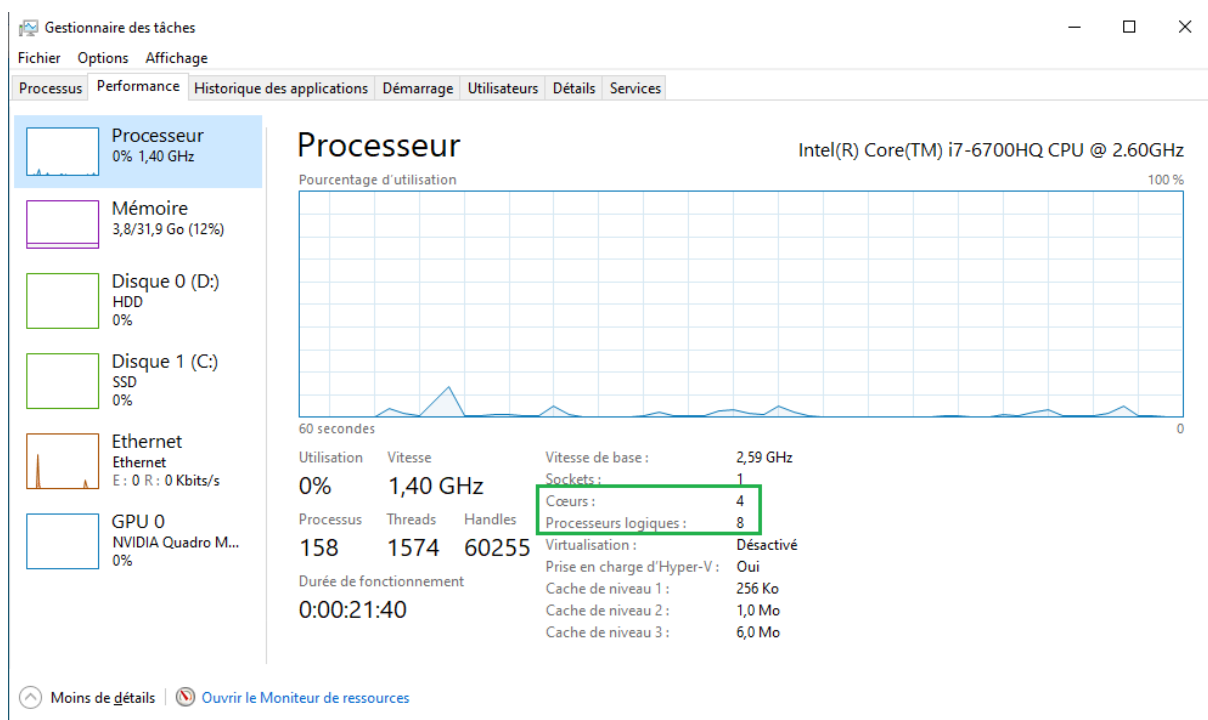 Gestionnaire des tâches
Fichier Options Affichage
Processus Performance Historique des applications Démarrage Utilisateurs Détails Services
Processeur
0% 1,40 GHz
Mémoire
3,8/31,9 Go (12%)
Disque 0 (D:)
HDD
0%
Disque 1 (C:)
SSD
0%
Ethernet
Ethernet
E : 0 R : 0 Kbits/s
GPU 0
NVIDIA Quadro M...
0%
Processeur
Intel(R) Core(TM) i7-6700HQ CPU @ 2.60GHz
Pourcentage d'utilisation 100 %
60 secondes 0
Utilisation Vitesse
0% 1,40 GHz
Processus Threads Handles
158 1574 60255
Durée de fonctionnement
0:00:21:40
Vitesse de base : 2,59 GHz
Sockets : 1
Cœurs : 4
Processeurs logiques : 8
Virtualisation : Désactivé
Prise en charge d'Hyper-V : Oui
Cache de niveau 1 : 256 Ko
Cache de niveau 2 : 1,0 Mo
Cache de niveau 3 : 6,0 Mo
Moins de détails Ouvrir le Moniteur de ressources